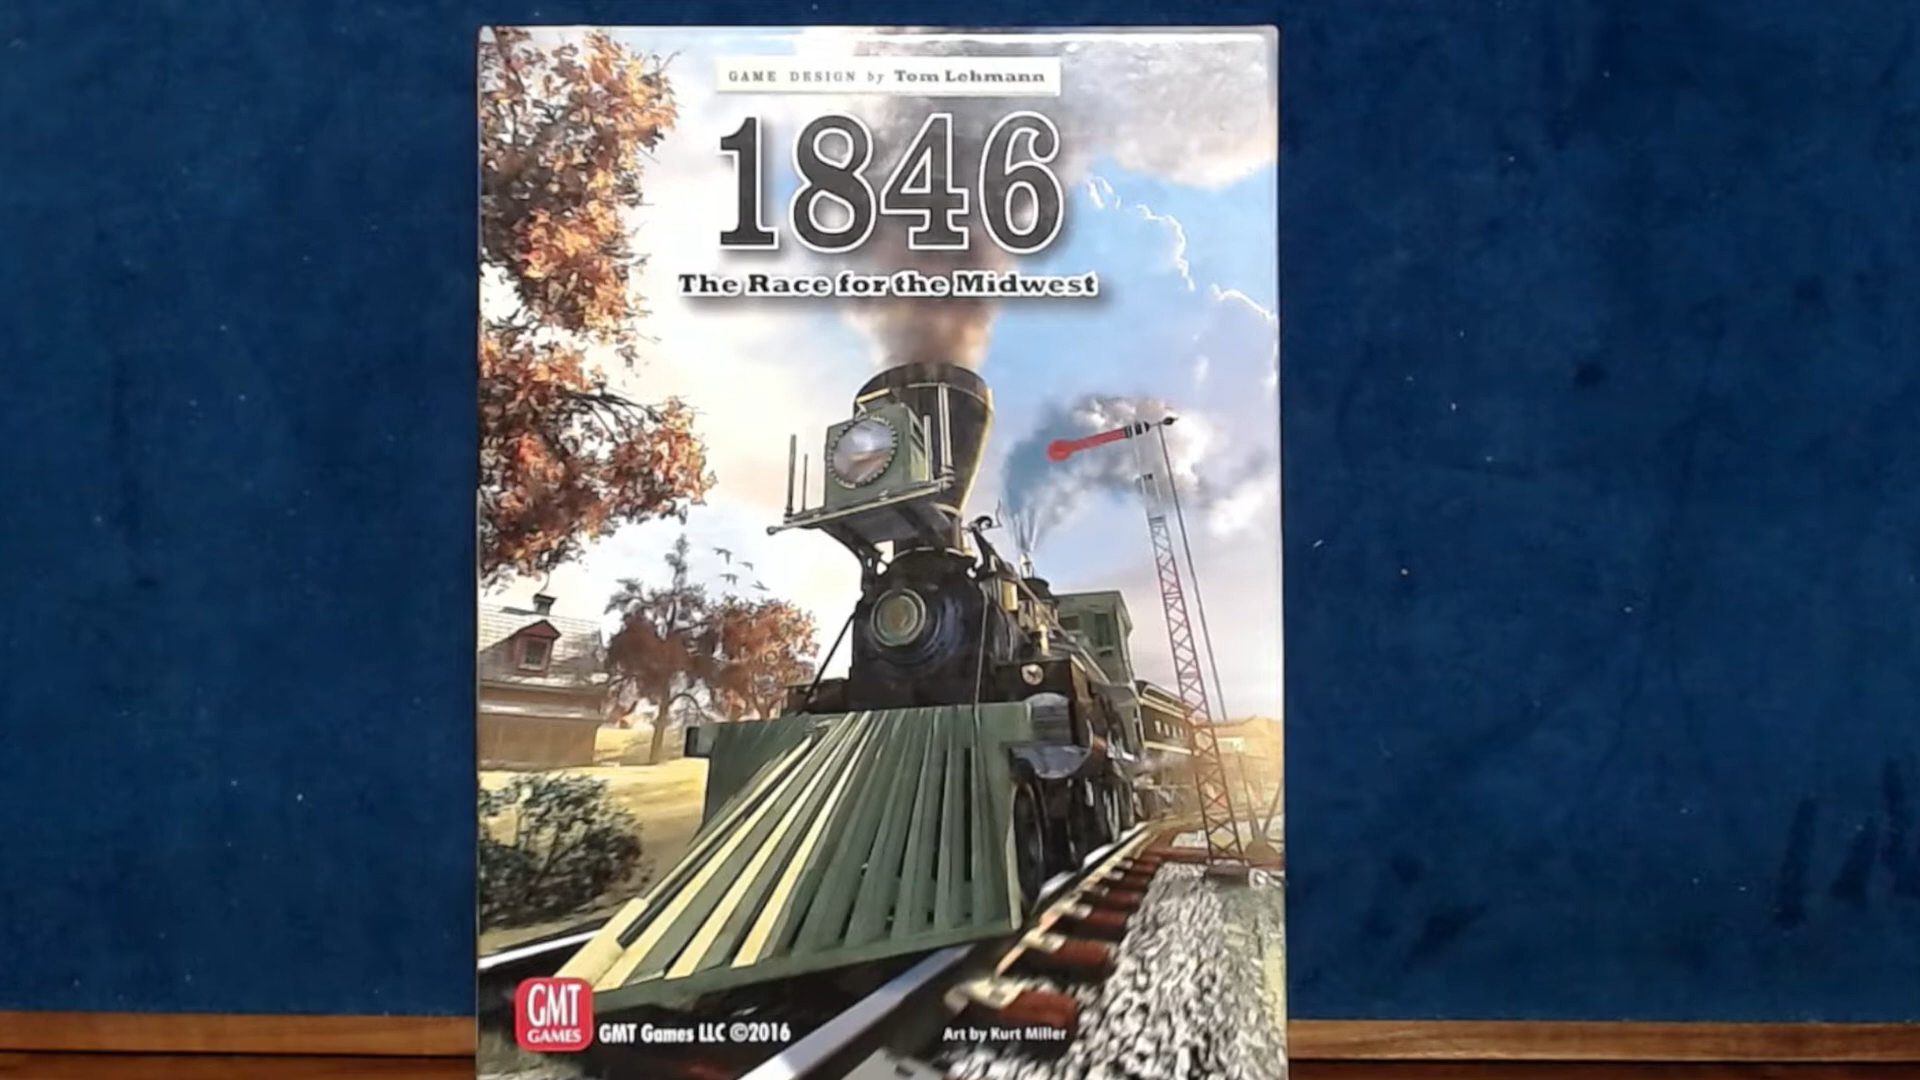 GAME DESIGN by Tom Lehmann
1846
The Race for the Midwest
GMT
GAMES
GMT Games LLC ©2016
Art by Kurt Miller